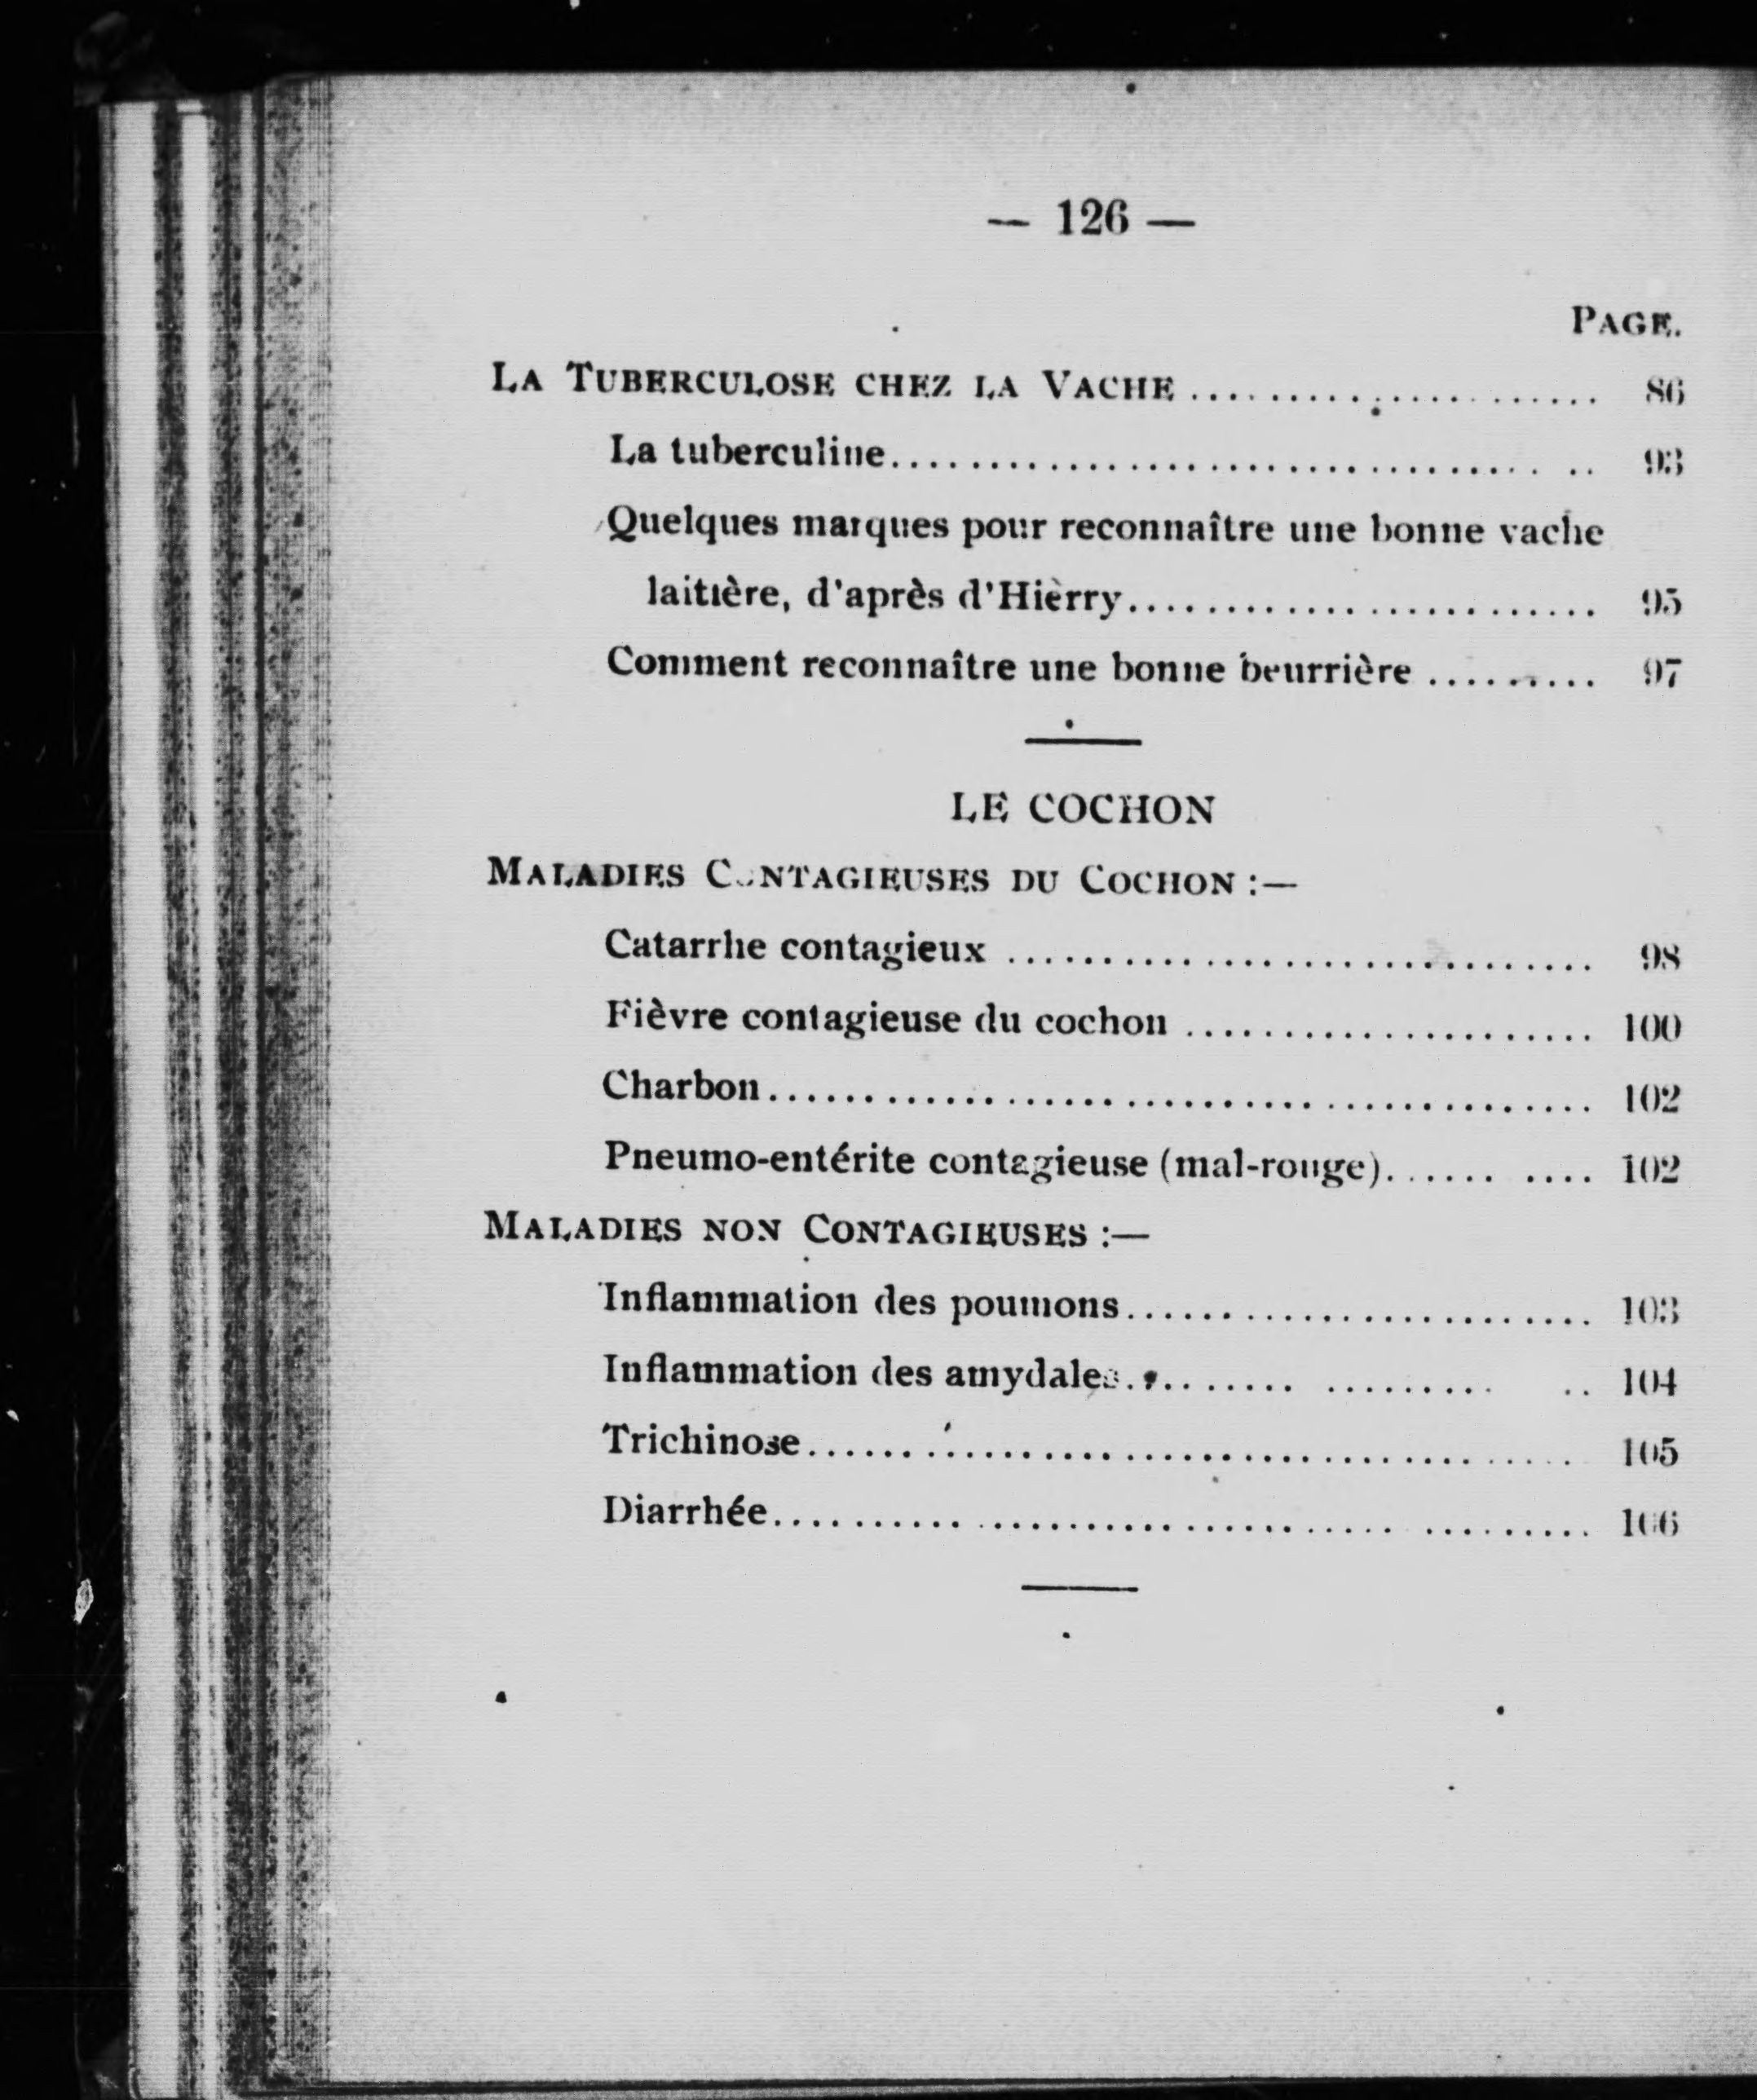 — 126 —
PAGE.
LA TUBERCULOSE CHEZ LA VACHE ..................... 86
La tuberculine.................................... 93
Quelques marques pour reconnaître une bonne vache
laitière, d'après d'Hièrry........................ 95
Comment reconnaître une bonne beurrière ......... 97
LE COCHON
MALADIES CONTAGIEUSES DU COCHON :—
Catarrhe contagieux .............................. 98
Fièvre contagieuse du cochon ..................... 100
Charbon.......................................... 102
Pneumo-entérite contagieuse (mal-rouge)...... .... 102
MALADIES NON CONTAGIEUSES :—
Inflammation des poumons........................ 103
Inflammation des amydales......... ......... .. 104
Trichinose....................................... 105
Diarrhée.......... ..................... ......... 106